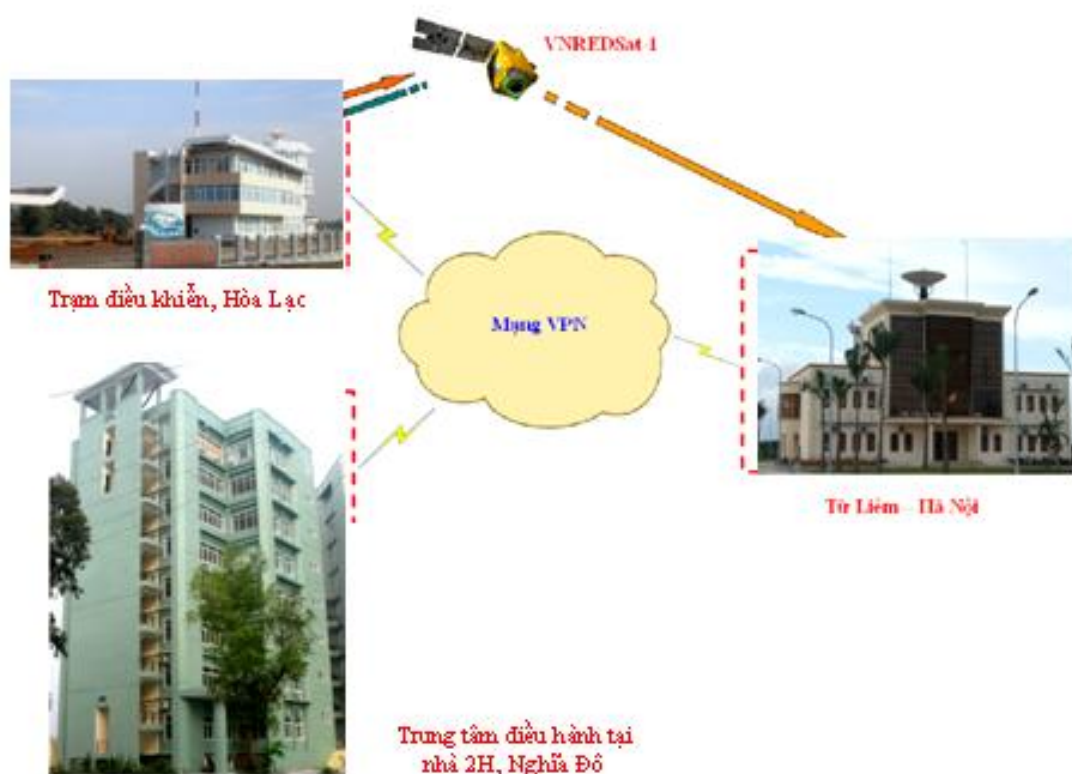 VNREDSat-1
Trạm điều khiển, Hòa Lạc
Mạng VPN
Từ Liêm – Hà Nội
Trung tâm điều hành tại
nhà 2H, Nghĩa Đô